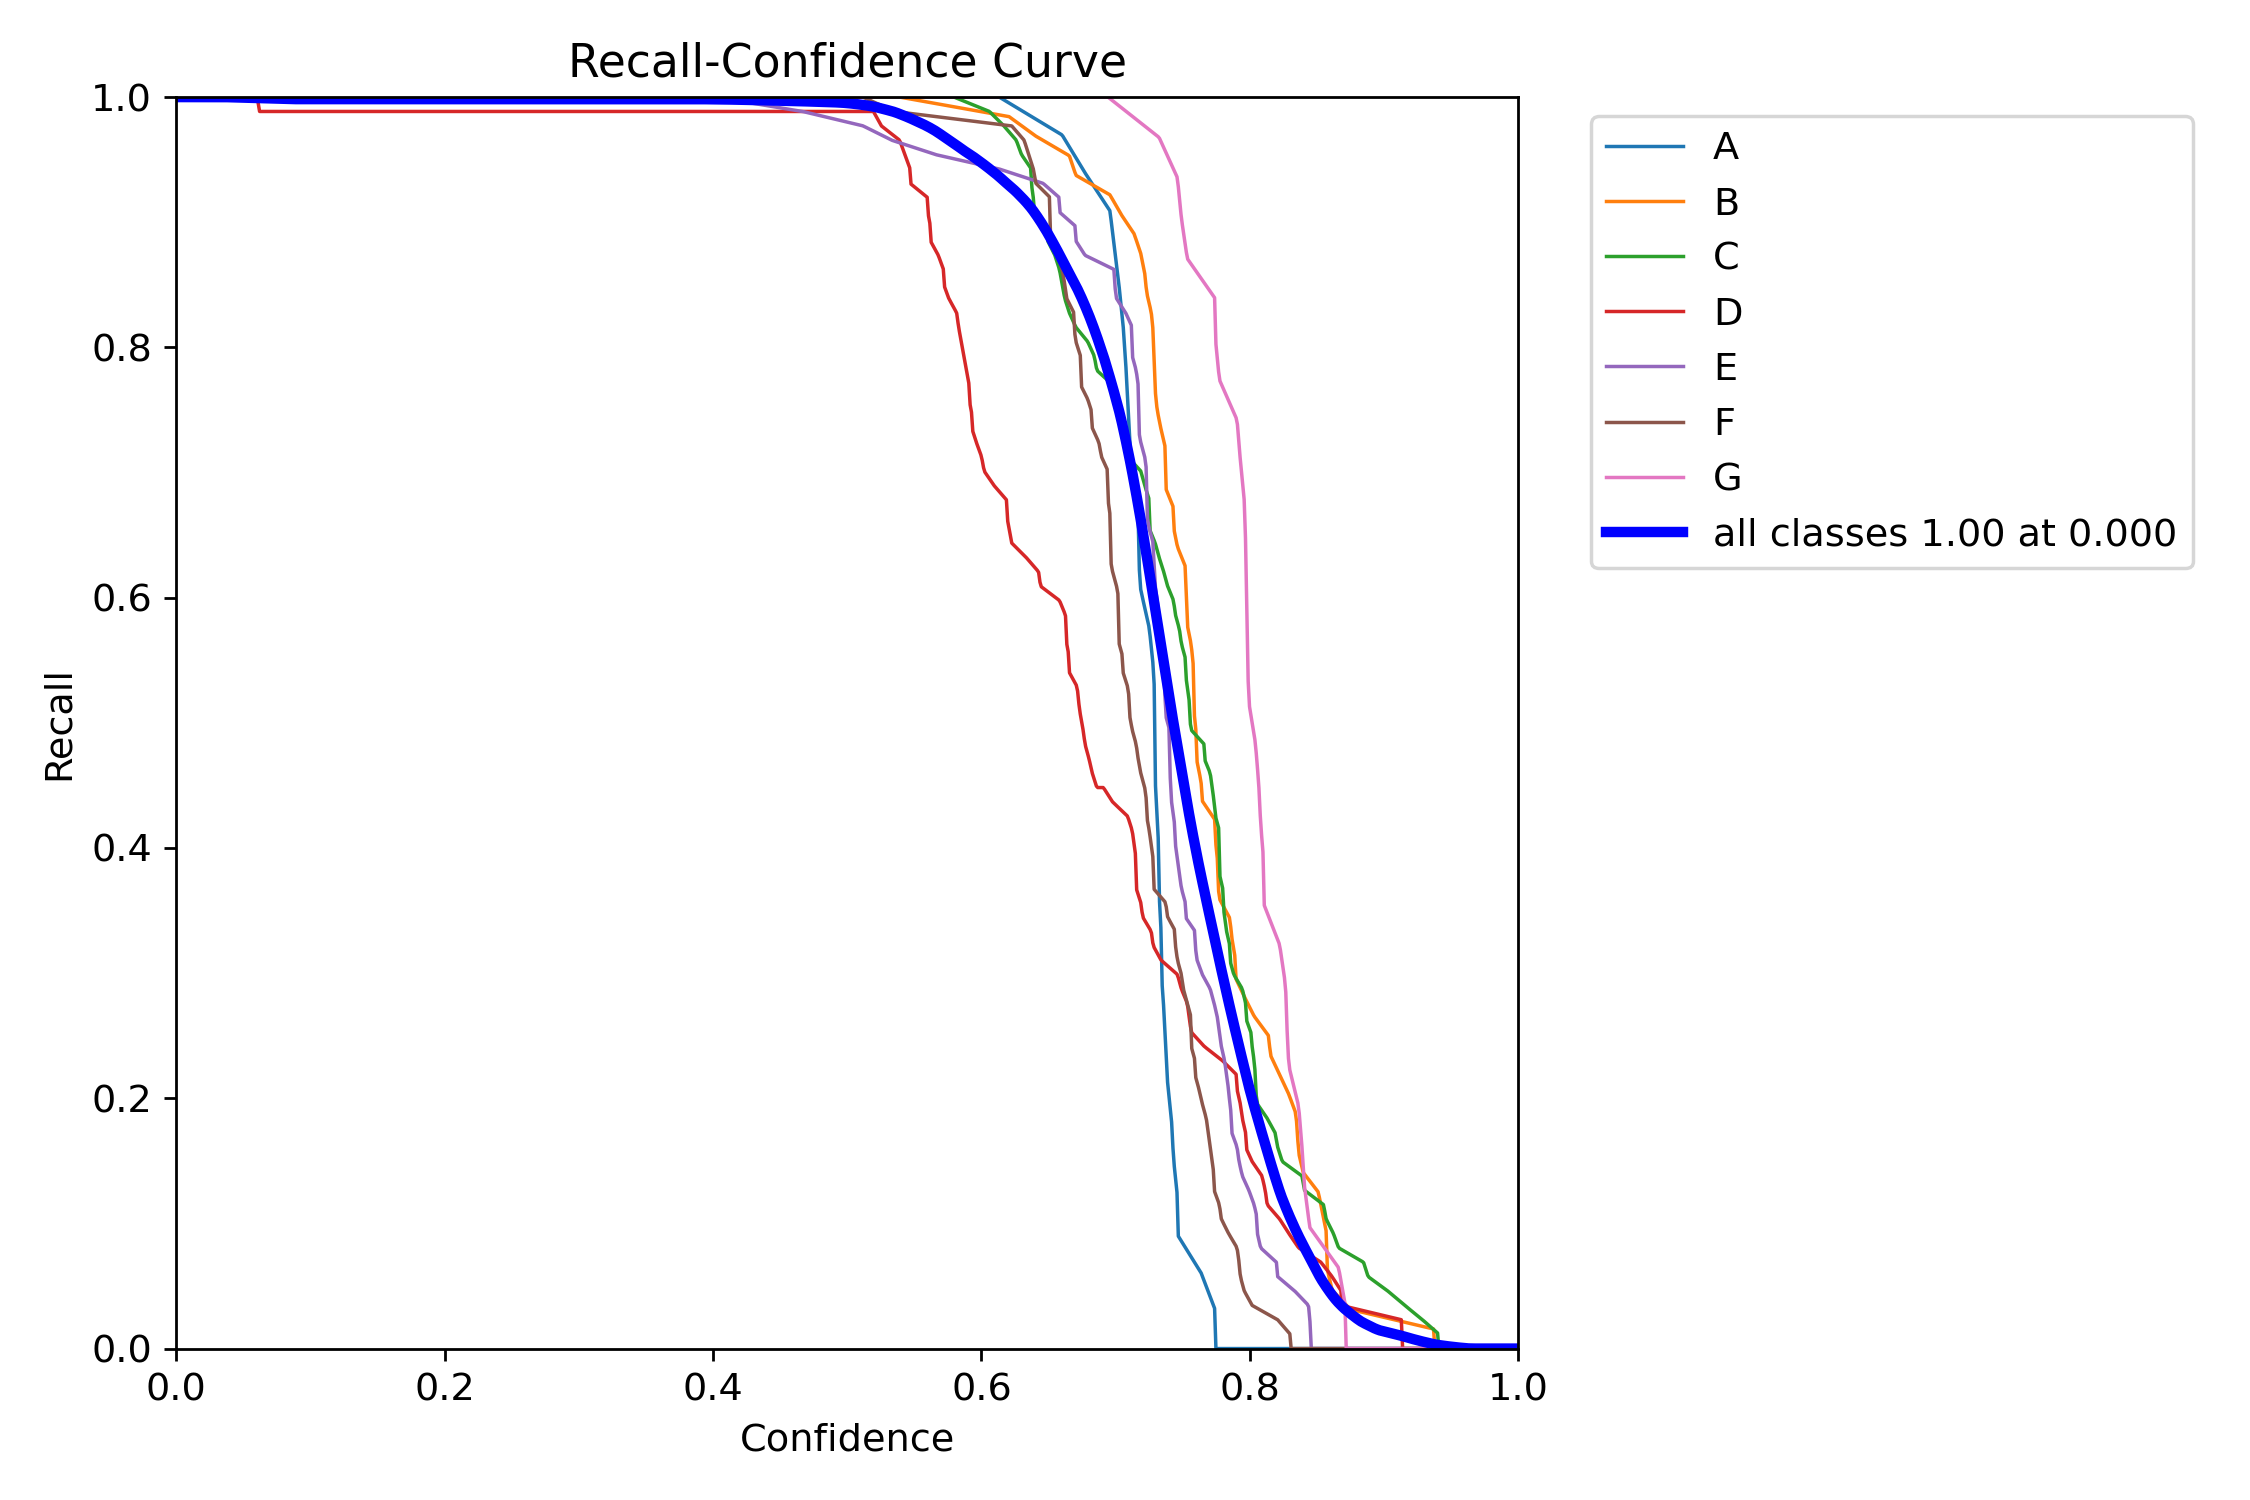 Recall-Confidence Curve
1.0
0.8
0.6
0.4
0.2
0.0
Recall
0.0 0.2 0.4 0.6 0.8 1.0
Confidence
A
B
C
D
E
F
G
all classes 1.00 at 0.000